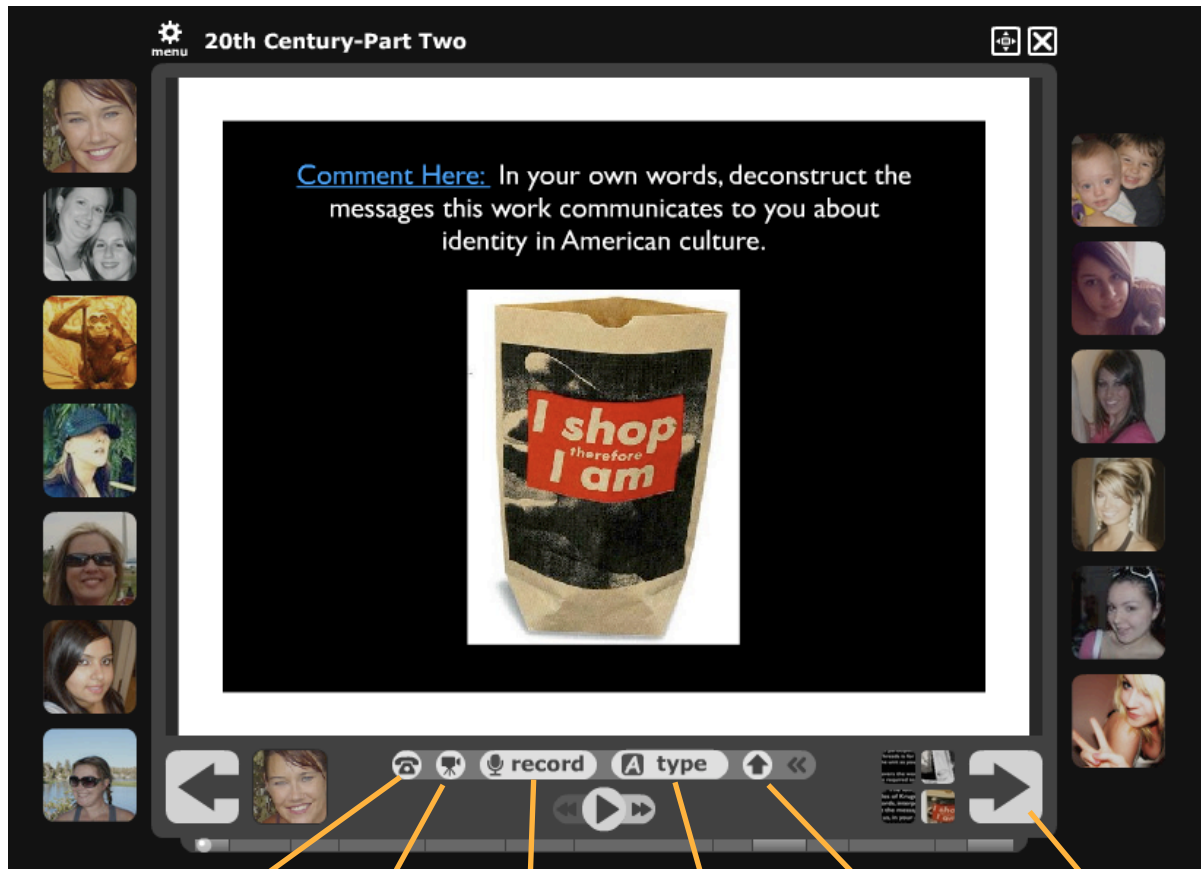 menu
20th Century-Part Two
Comment Here: In your own words, deconstruct the
messages this work communicates to you about
identity in American culture.
I shop
therefore
I am
record
A type